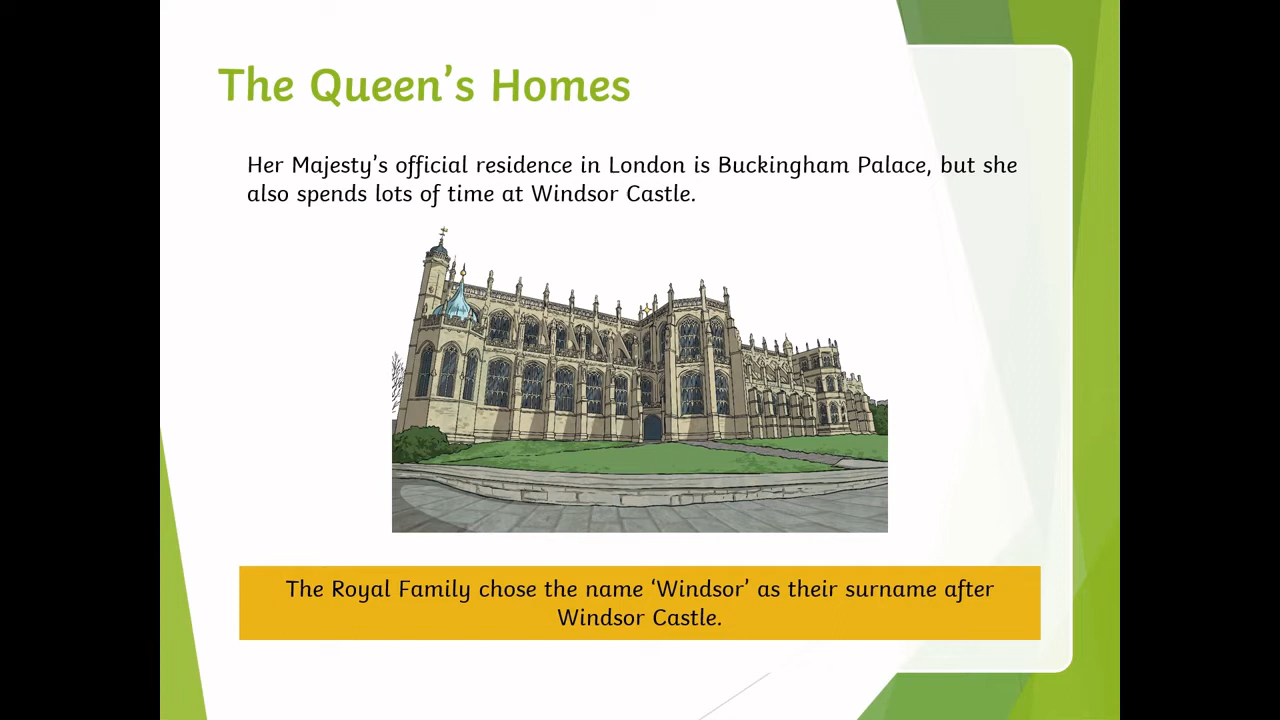 The Queen’s Homes
Her Majesty’s official residence in London is Buckingham Palace, but she
also spends lots of time at Windsor Castle.
The Royal Family chose the name ‘Windsor’ as their surname after
Windsor Castle.